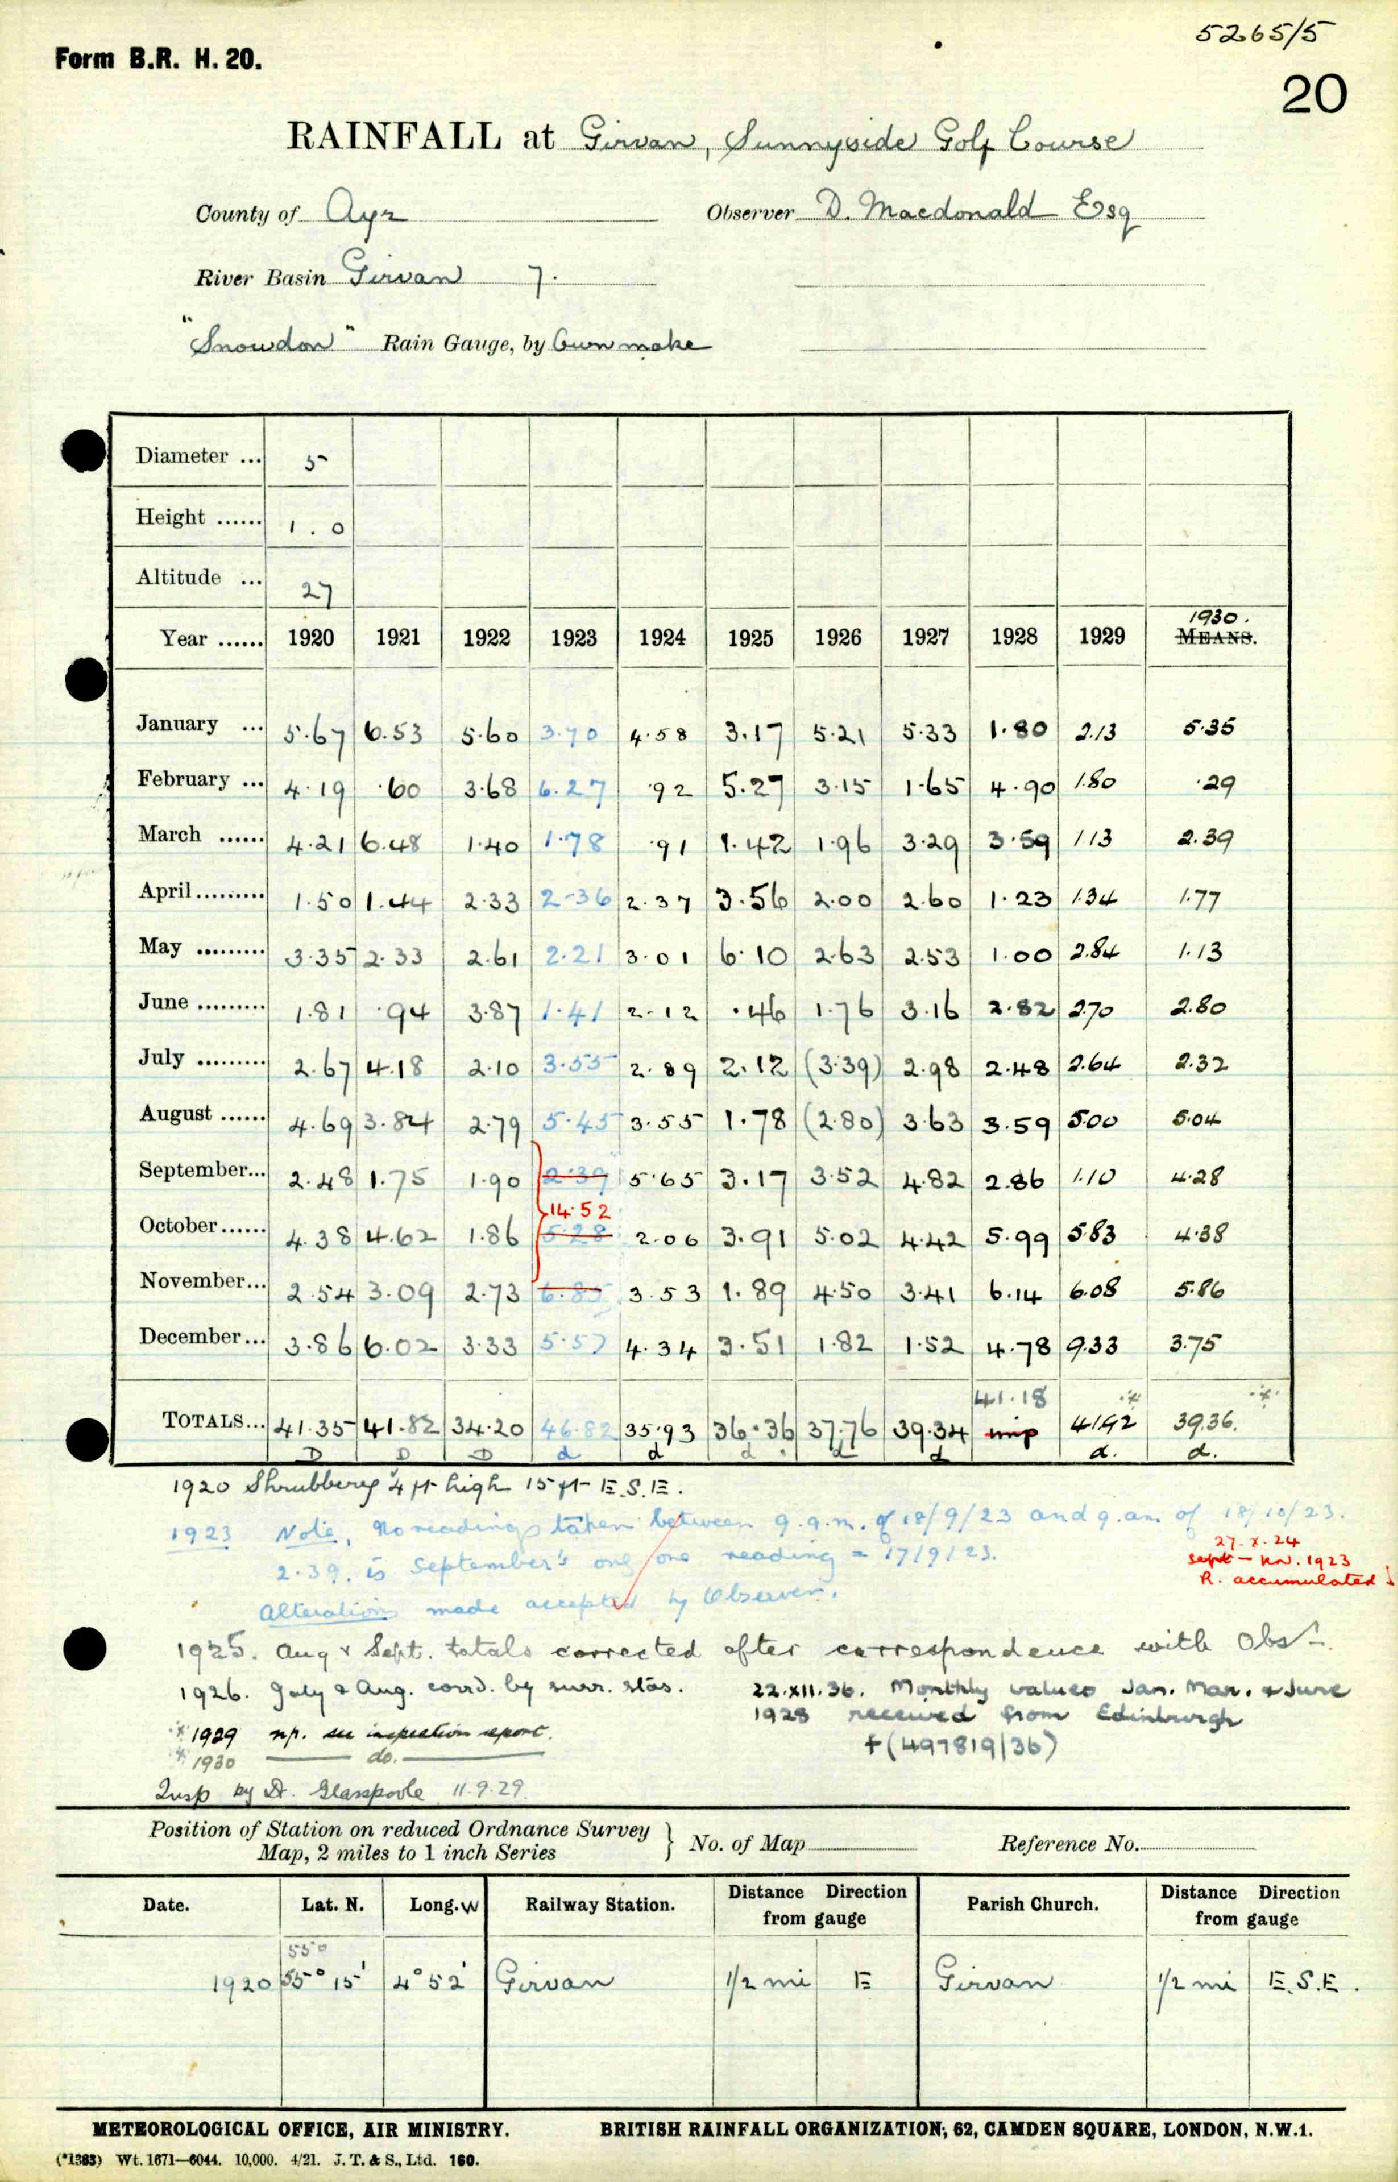 5265/5
Form B.R. H. 20.
20
RAINFALL at Girvan, Sunnyside Golf Course
County of Ayr Observer D. Macdonald Esq
River Basin Girvan 7.
"Snowdon" Rain Gauge, by Own make
Diameter ... 5
Height ...... 1.0
Altitude ... 27
1930.
Year ...... 1920 1921 1922 1923 1924 1925 1926 1927 1928 1929 MEANS.
January ... 5.67 6.53 5.60 3.70 4.58 3.17 5.21 5.33 1.80 2.13 5.35
February ... 4.19 .60 3.68 6.27 .92 5.27 3.15 1.65 4.90 1.80 .29
March ...... 4.21 6.48 1.40 1.78 .91 1.42 1.96 3.29 3.59 1.13 2.39
April......... 1.50 1.44 2.33 2.36 2.37 3.56 2.00 2.60 1.23 1.34 1.77
May ......... 3.35 2.33 2.61 2.21 3.01 6.10 2.63 2.53 1.00 2.84 1.13
June ......... 1.81 .94 3.87 1.41 2.12 .46 1.76 3.16 2.82 2.70 2.80
July ......... 2.67 4.18 2.10 3.55 2.89 2.12 (3.39) 2.98 2.48 2.64 2.32
August ...... 4.69 3.84 2.79 5.45 3.55 1.78 (2.80) 3.63 3.59 5.00 5.04
September... 2.48 1.75 1.90 2.39 5.65 3.17 3.52 4.82 2.86 1.10 4.28
14.52
October...... 4.38 4.62 1.86 5.28 2.06 3.91 5.02 4.42 5.99 5.83 4.38
November... 2.54 3.09 2.73 6.85 3.53 1.89 4.50 3.41 6.14 6.08 5.86
December... 3.86 6.02 3.33 5.57 4.34 3.51 1.82 1.52 4.78 9.33 3.75
41.18
TOTALS... 41.35 41.82 34.20 46.82 35.93 36.36 37.76 39.34 imp 41.92 39.36.
D D D d d d d d d. d.
1920 Shrubbery 4 ft high 15 ft E.S.E.
1923 Note, No readings taken between 9.a.m. of 18/9/23 and 9.am. of 18/10/23.
2.39. is September's one reading = 17/9/23.
27.X.24
Sept - Nov. 1923
R. accumulated
Alterations made accepted by Observer.
1925. Aug & Sept. totals corrected after correspondence with Obsr.
1926. July & Aug. corrd. by surr. stas.
22.XII.36. Monthly values Jan. Mar. & June
1928 received from Edinburgh
+(497819/36)
* 1929 np. see inspection report.
* 1930 do.
Insp by Dr. Glasspoole 11.9.29
Position of Station on reduced Ordnance Survey
Map, 2 miles to 1 inch Series } No. of Map Reference No.
Date. Lat. N. Long. W Railway Station. Distance from gauge Direction Parish Church. Distance from gauge Direction
55°
1920 55° 15' 4° 52' Girvan 1/2 mi E Girvan 1/2 mi E.S.E.
METEOROLOGICAL OFFICE, AIR MINISTRY. BRITISH RAINFALL ORGANIZATION, 62, CAMDEN SQUARE, LONDON, N.W.1.
(*1383) Wt. 1671—6044. 10,000. 4/21. J. T. & S., Ltd. 160.